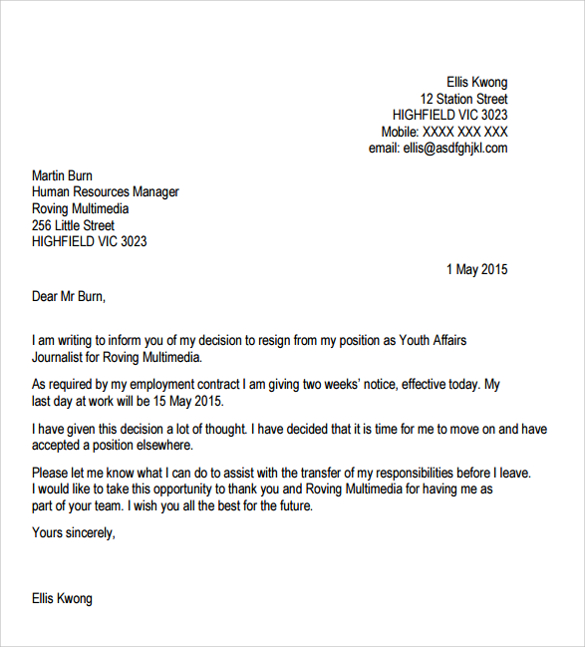 Ellis Kwong
12 Station Street
HIGHFIELD VIC 3023
Mobile: XXXX XXX XXX
email: ellis@asdfghjkl.com
Martin Burn
Human Resources Manager
Roving Multimedia
256 Little Street
HIGHFIELD VIC 3023
1 May 2015
Dear Mr Burn,
I am writing to inform you of my decision to resign from my position as Youth Affairs
Journalist for Roving Multimedia.
As required by my employment contract I am giving two weeks’ notice, effective today. My
last day at work will be 15 May 2015.
I have given this decision a lot of thought. I have decided that it is time for me to move on and have
accepted a position elsewhere.
Please let me know what I can do to assist with the transfer of my responsibilities before I leave.
I would like to take this opportunity to thank you and Roving Multimedia for having me as
part of your team. I wish you all the best for the future.
Yours sincerely,
Ellis Kwong